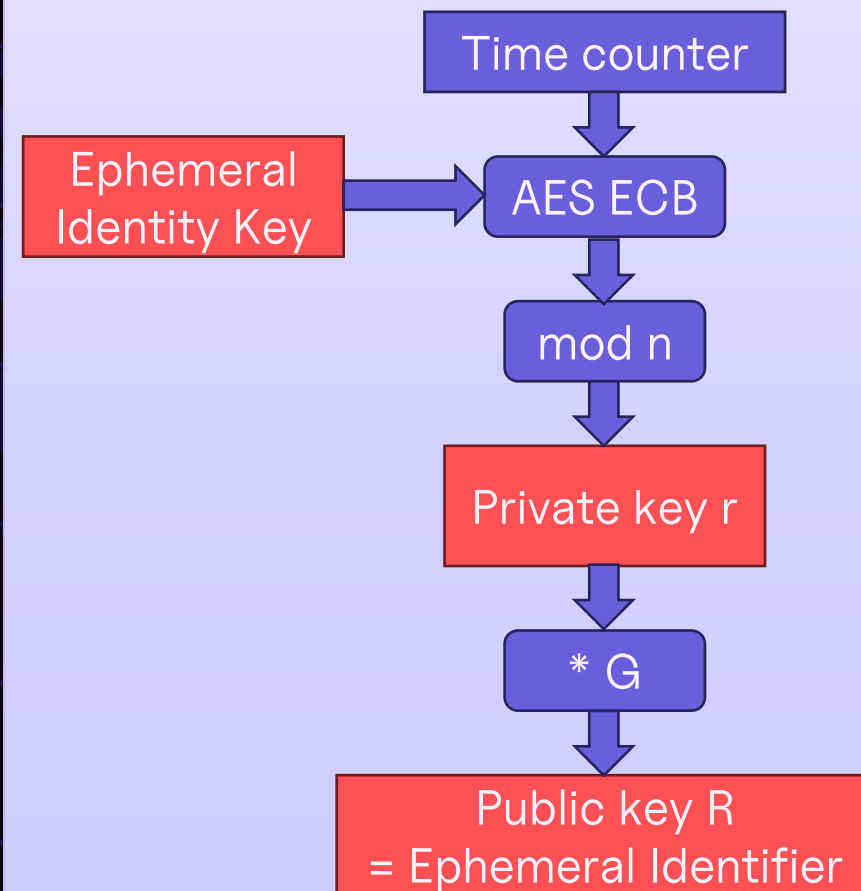 Time counter
Ephemeral
Identity Key
AES ECB
mod n
Private key r
* G
Public key R
= Ephemeral Identifier